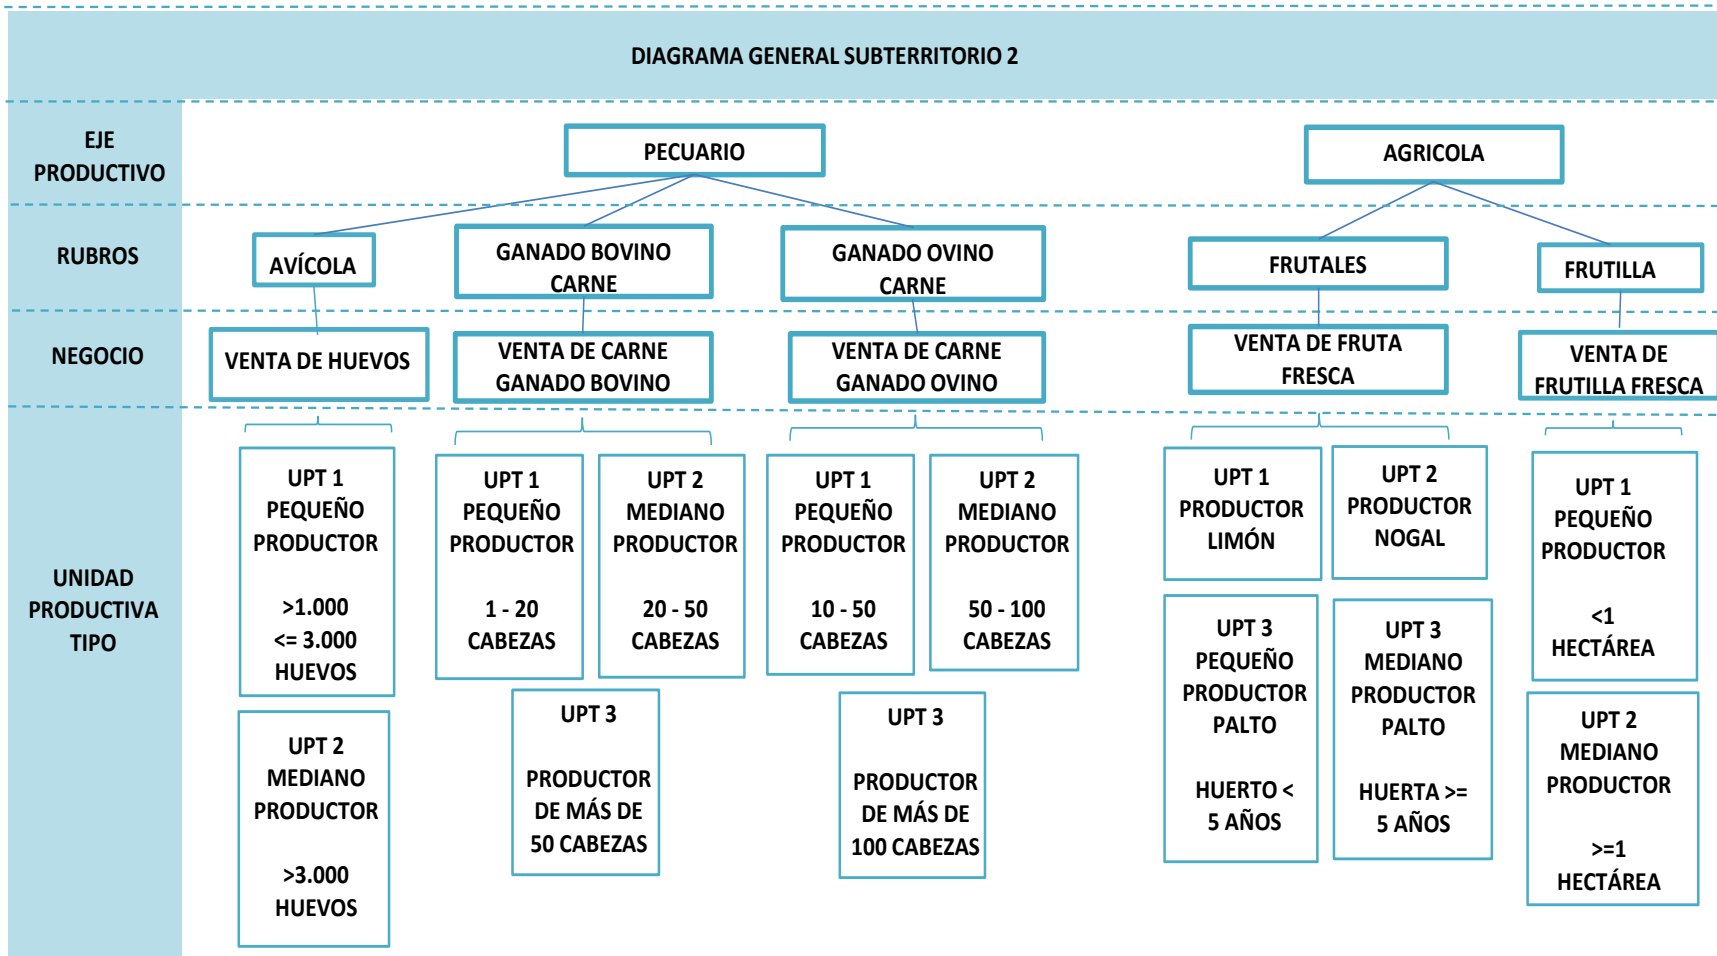 DIAGRAMA GENERAL SUBTERRITORIO 2
EJE
PRODUCTIVO
PECUARIO
AGRICOLA
RUBROS
AVÍCOLA
GANADO BOVINO
CARNE
GANADO OVINO
CARNE
FRUTALES
FRUTILLA
NEGOCIO
VENTA DE HUEVOS
VENTA DE CARNE
GANADO BOVINO
VENTA DE CARNE
GANADO OVINO
VENTA DE FRUTA
FRESCA
VENTA DE
FRUTILLA FRESCA
UNIDAD
PRODUCTIVA
TIPO
UPT 1
PEQUEÑO
PRODUCTOR
>1.000
<= 3.000
HUEVOS
UPT 2
MEDIANO
PRODUCTOR
>3.000
HUEVOS
UPT 1
PEQUEÑO
PRODUCTOR
1 - 20
CABEZAS
UPT 2
MEDIANO
PRODUCTOR
20 - 50
CABEZAS
UPT 3
PRODUCTOR
DE MÁS DE
50 CABEZAS
UPT 1
PEQUEÑO
PRODUCTOR
10 - 50
CABEZAS
UPT 2
MEDIANO
PRODUCTOR
50 - 100
CABEZAS
UPT 3
PRODUCTOR
DE MÁS DE
100 CABEZAS
UPT 1
PRODUCTOR
LIMÓN
UPT 2
PRODUCTOR
NOGAL
UPT 3
PEQUEÑO
PRODUCTOR
PALTO
HUERTO <
5 AÑOS
UPT 3
MEDIANO
PRODUCTOR
PALTO
HUERTA >=
5 AÑOS
UPT 1
PEQUEÑO
PRODUCTOR
<1
HECTÁREA
UPT 2
MEDIANO
PRODUCTOR
>=1
HECTÁREA